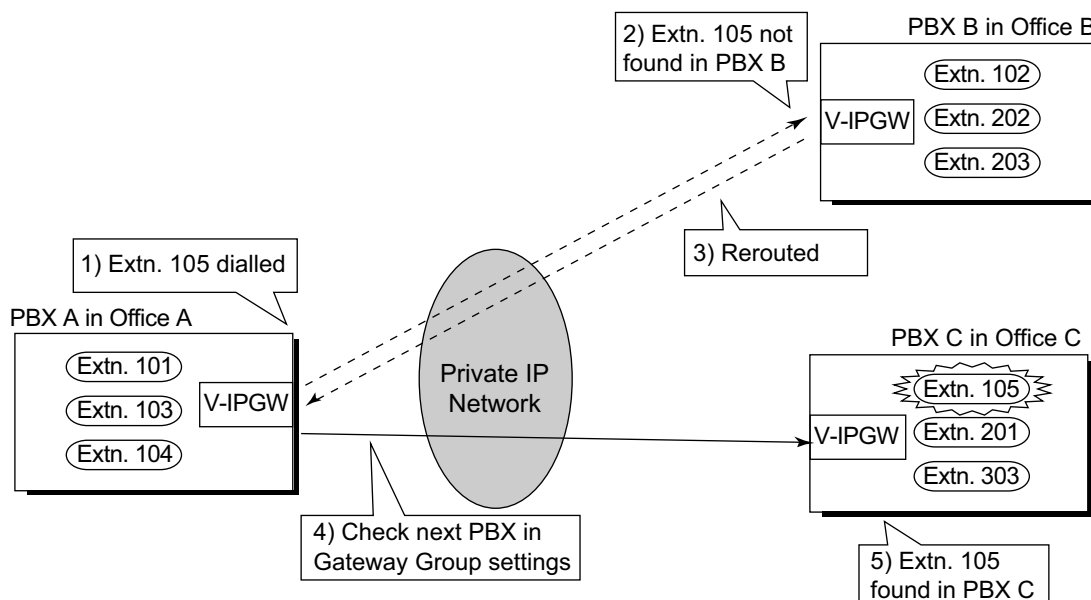 PBX B in Office B
2) Extn. 105 not
found in PBX B
Extn. 102
V-IPGW
Extn. 202
Extn. 203
3) Rerouted
1) Extn. 105 dialled
PBX A in Office A
Extn. 101
V-IPGW
Extn. 103
Extn. 104
Private IP
Network
PBX C in Office C
Extn. 105
V-IPGW
Extn. 201
Extn. 303
4) Check next PBX in
Gateway Group settings
5) Extn. 105
found in PBX C